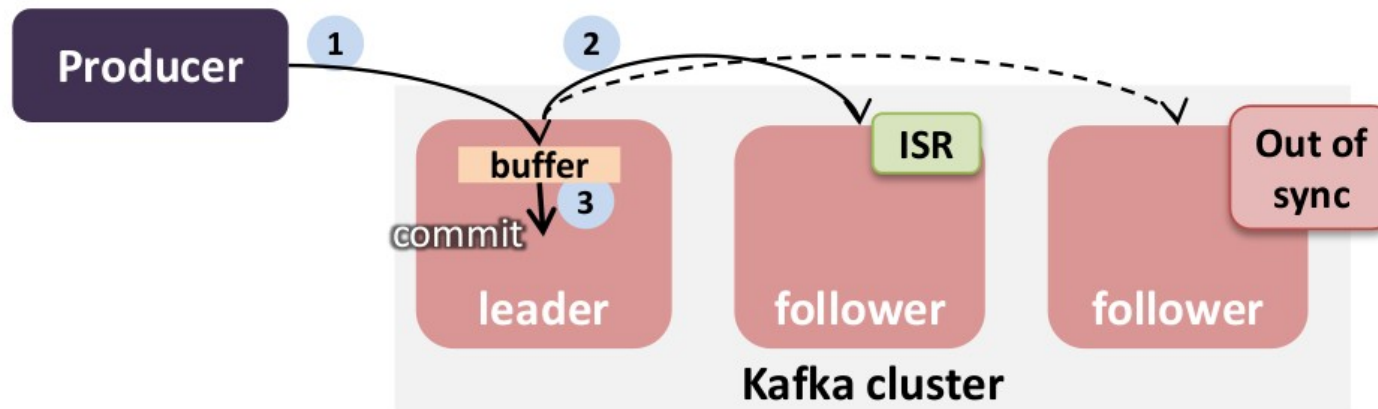 Producer
1
2
buffer
3
commit
leader
ISR
follower
Out of
sync
follower
Kafka cluster